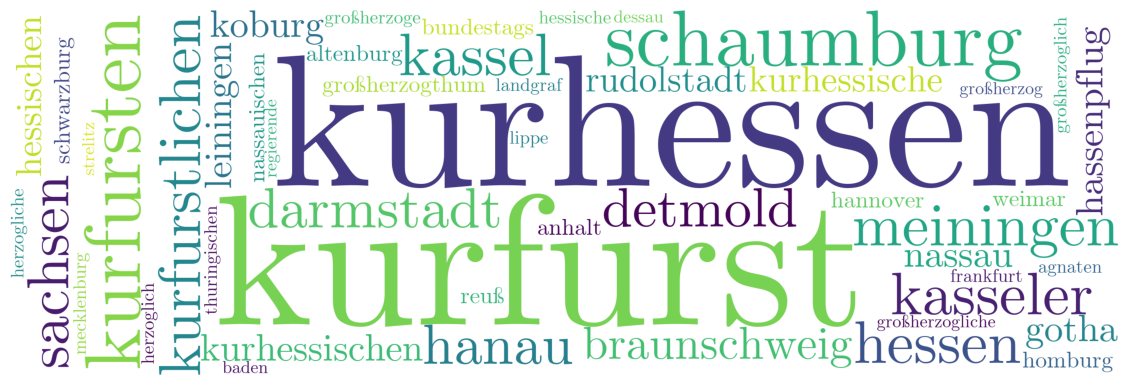 hessischen
schwarzburg
kurfursten
kurfurstlichen
koburg
leiningen
großherzoge
bundestags
hessische
dessau
altenburg
kassel
schaumburg
großherzoglich
hassenpflug
großherzogthum
landgraf
rudolstadt
kurhessische
großherzog
nassauischen
regierende
strelitz
kurhessen
lippe
herzogliche
sachsen
mecklenburg
herzoglich
thuringischen
darmstadt
kurfurst
anhalt
detmold
hannover
weimar
meiningen
nassau
agnaten
frankfurt
reuß
kasseler
großherzogliche
gotha
kurhessischen
hanau
braunschweig
hessen
homburg
baden